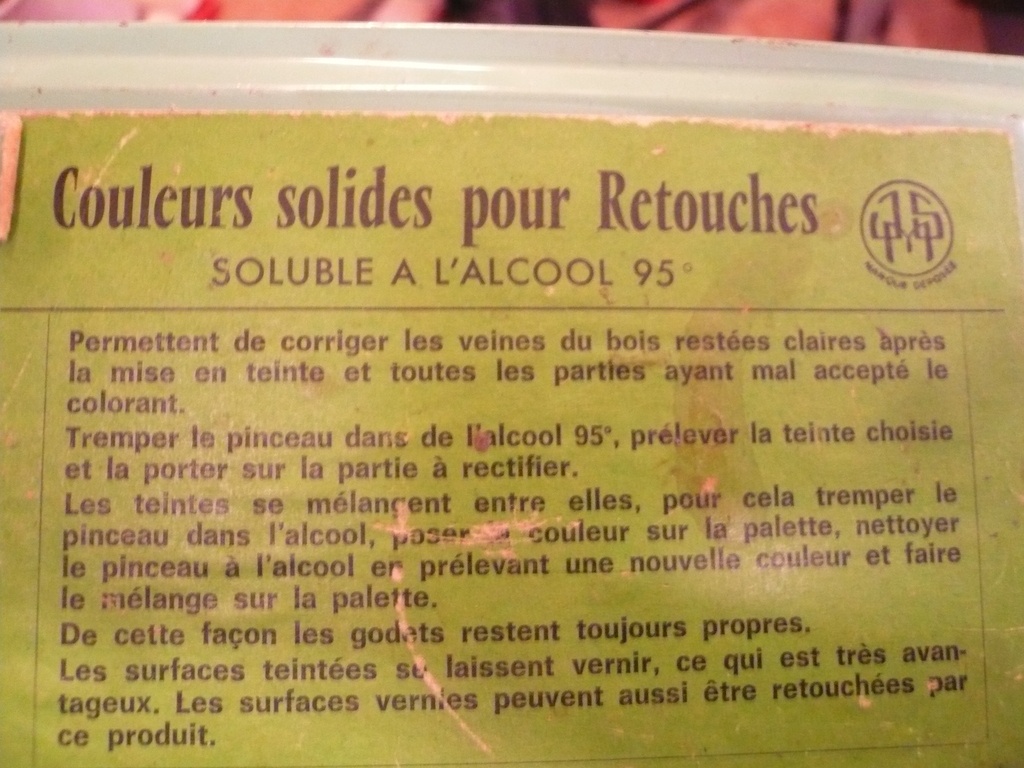 Couleurs solides pour Retouches
SOLUBLE A L'ALCOOL 95°
MARQUE DEPOSÉE
Permettent de corriger les veines du bois restées claires après
la mise en teinte et toutes les parties ayant mal accepté le
colorant.
Tremper le pinceau dans de l'alcool 95°, prélever la teinte choisie
et la porter sur la partie à rectifier.
Les teintes se mélangent entre elles, pour cela tremper le
pinceau dans l'alcool, poser la couleur sur la palette, nettoyer
le pinceau à l'alcool en prélevant une nouvelle couleur et faire
le mélange sur la palette.
De cette façon les godets restent toujours propres.
Les surfaces teintées se laissent vernir, ce qui est très avan-
tageux. Les surfaces vernies peuvent aussi être retouchées par
ce produit.